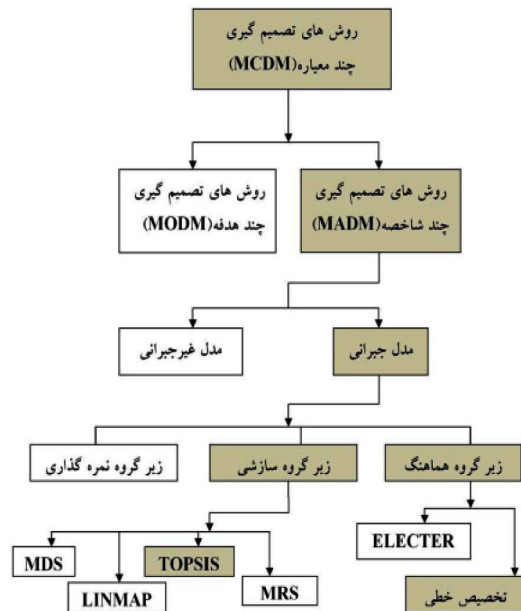 روش های تصمیم گیری
چند معیاره(MCDM)
روش های تصمیم گیری
چند شاخصه(MADM)
روش های تصمیم گیری
چند هدفه(MODM)
مدل جبرانی
مدل غیرجبرانی
زیر گروه هماهنگ
زیر گروه سازشی
زیر گروه نمره گذاری
ELECTER
تخصیص خطی
MRS
TOPSIS
LINMAP
MDS